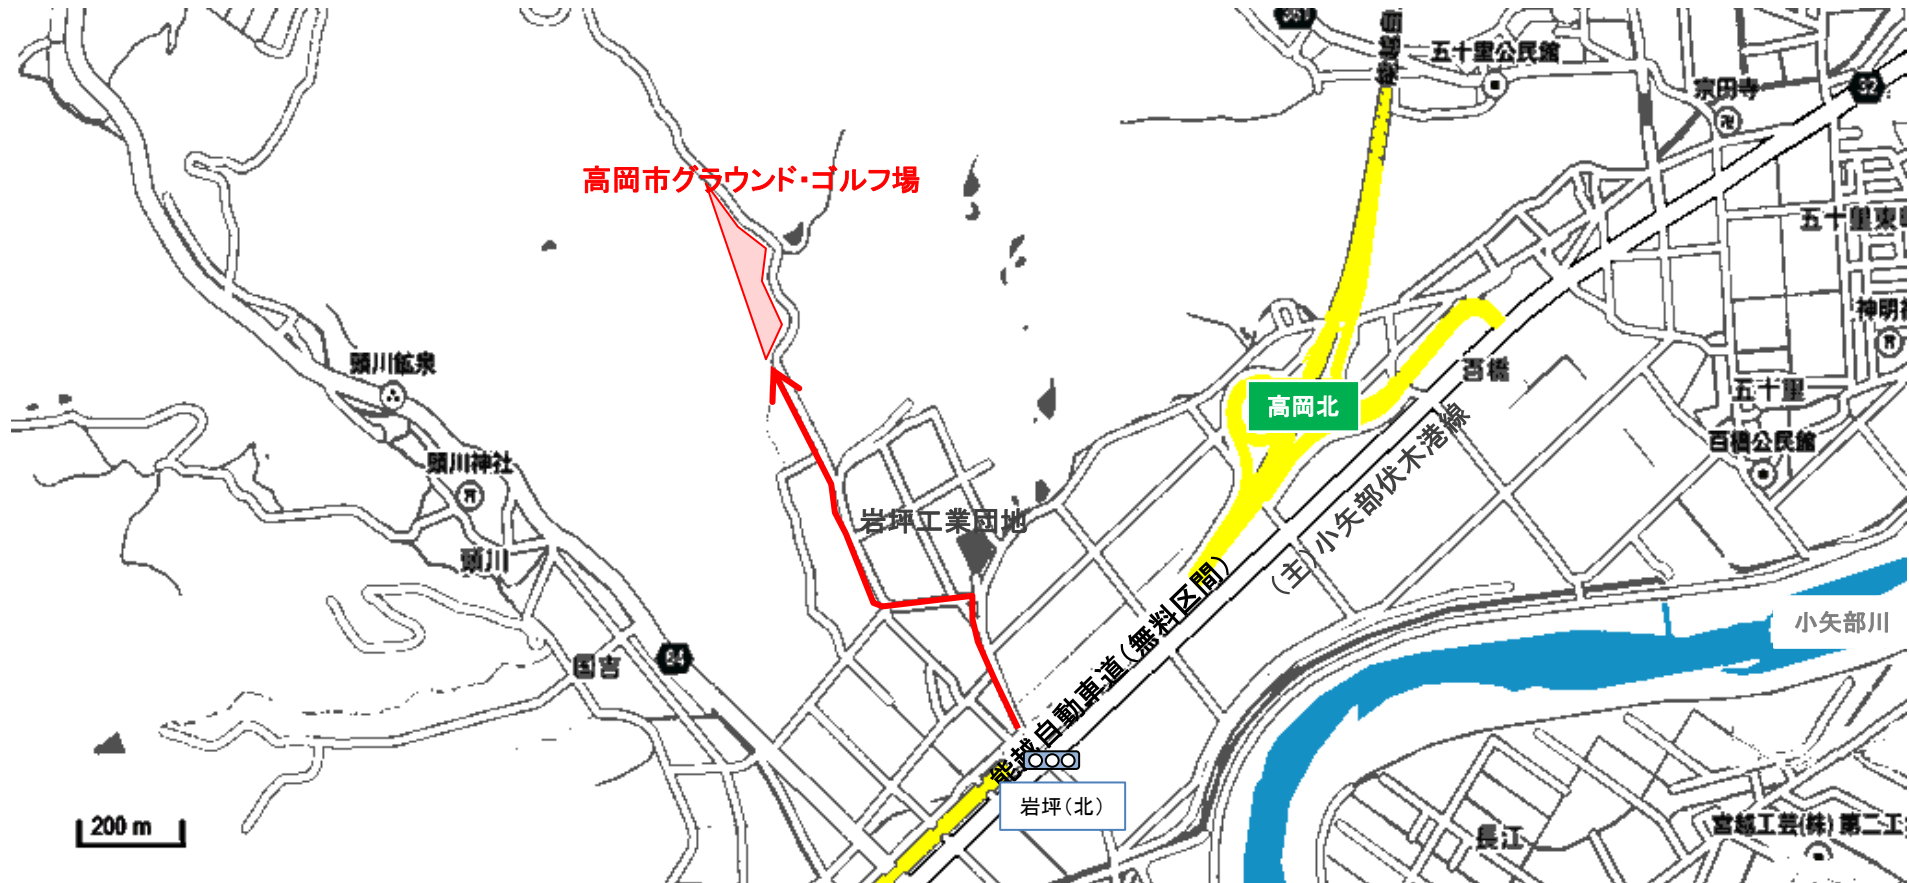 五十里公民館
宗円寺
32
高岡市グラウンド・ゴルフ場
五十里東町
神明
頭川鉱泉
百橋
高岡北
五十里
(主)小矢部伏木港線
百橋公民館
頭川神社
岩坪工業団地
頭川
能越自動車道(無料区間)
小矢部川
国吉
64
岩坪(北)
200 m
長江
宮越工芸(株) 第二工